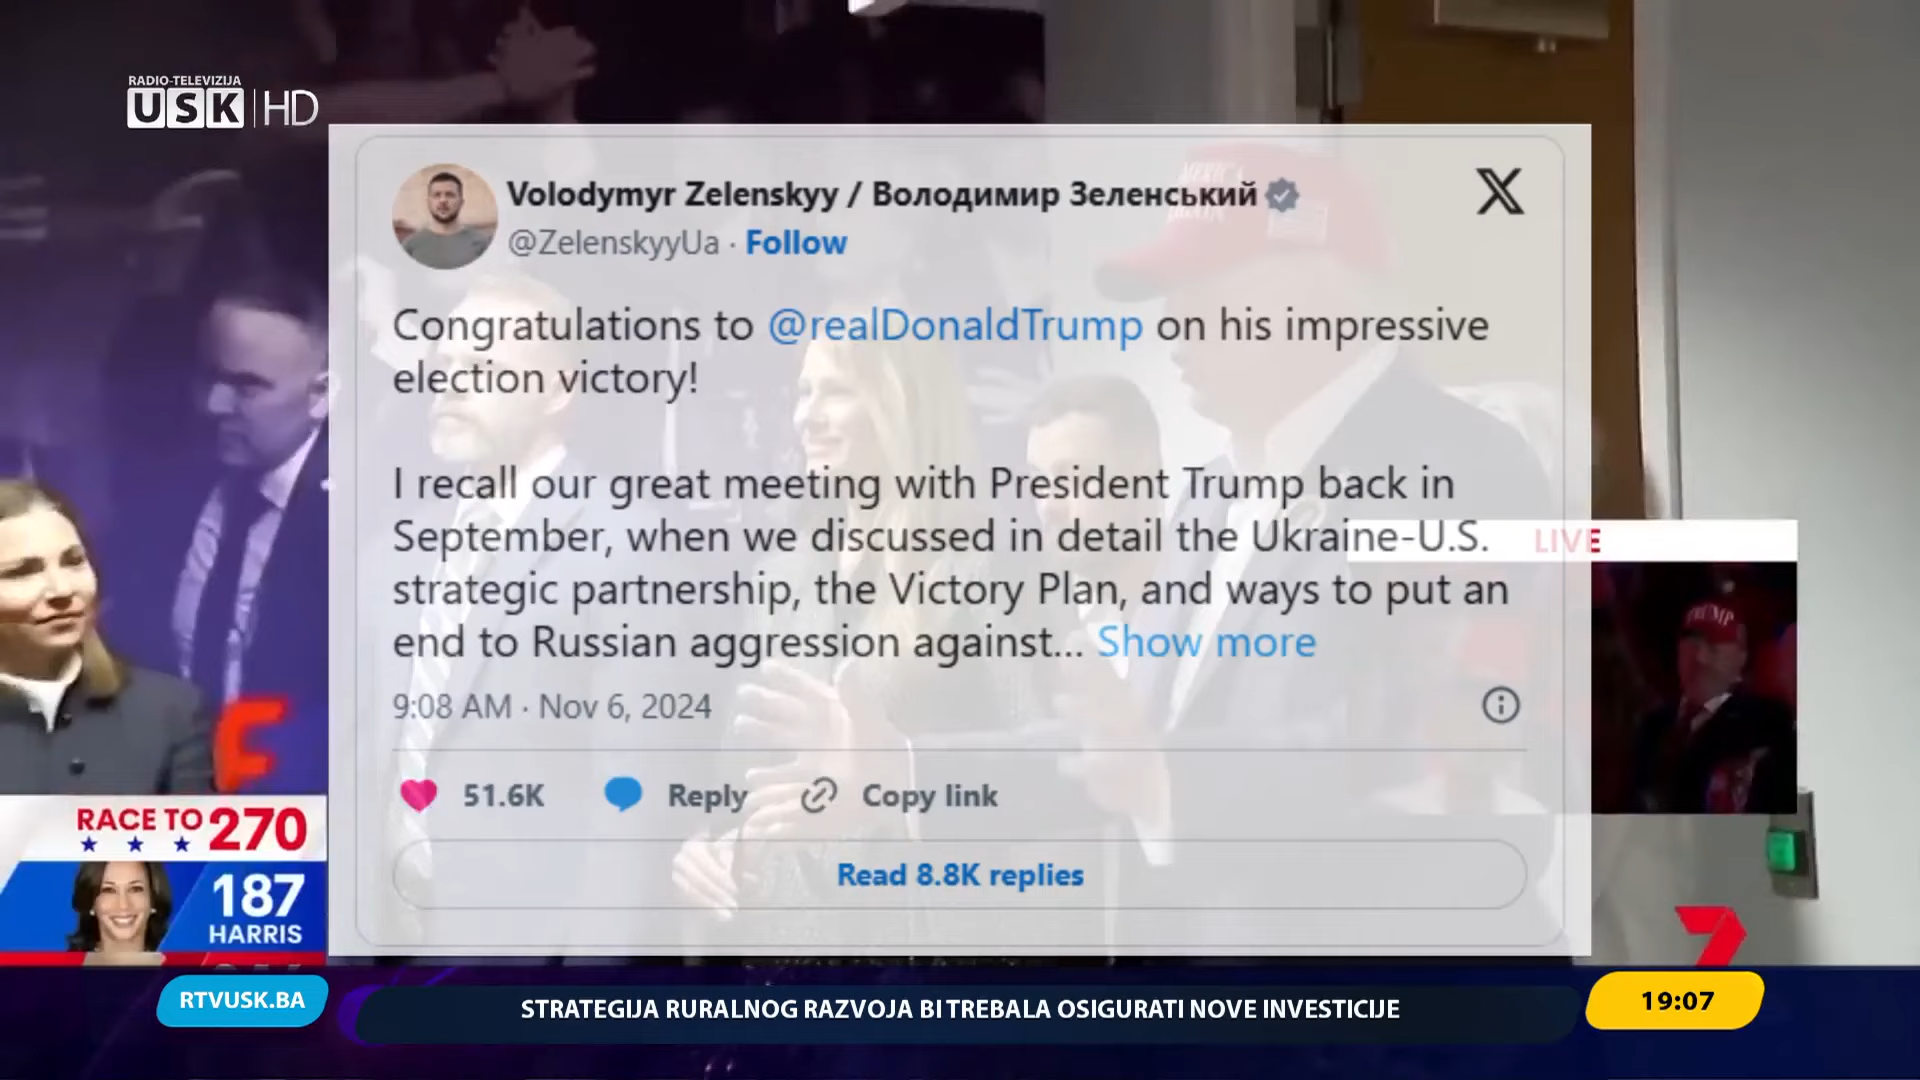 RADIO-TELEVIZIJA
USK HD
Volodymyr Zelenskyy / Володимир Зеленський
@ZelenskyyUa · Follow
Congratulations to @realDonaldTrump on his impressive
election victory!
I recall our great meeting with President Trump back in
September, when we discussed in detail the Ukraine-U.S.
strategic partnership, the Victory Plan, and ways to put an
end to Russian aggression against... Show more
9:08 AM · Nov 6, 2024
51.6K Reply Copy link
Read 8.8K replies
LIVE
TRUMP
RACE TO 270
187
HARRIS
7
RTVUSK.BA
STRATEGIJA RURALNOG RAZVOJA BI TREBALA OSIGURATI NOVE INVESTICIJE
19:07